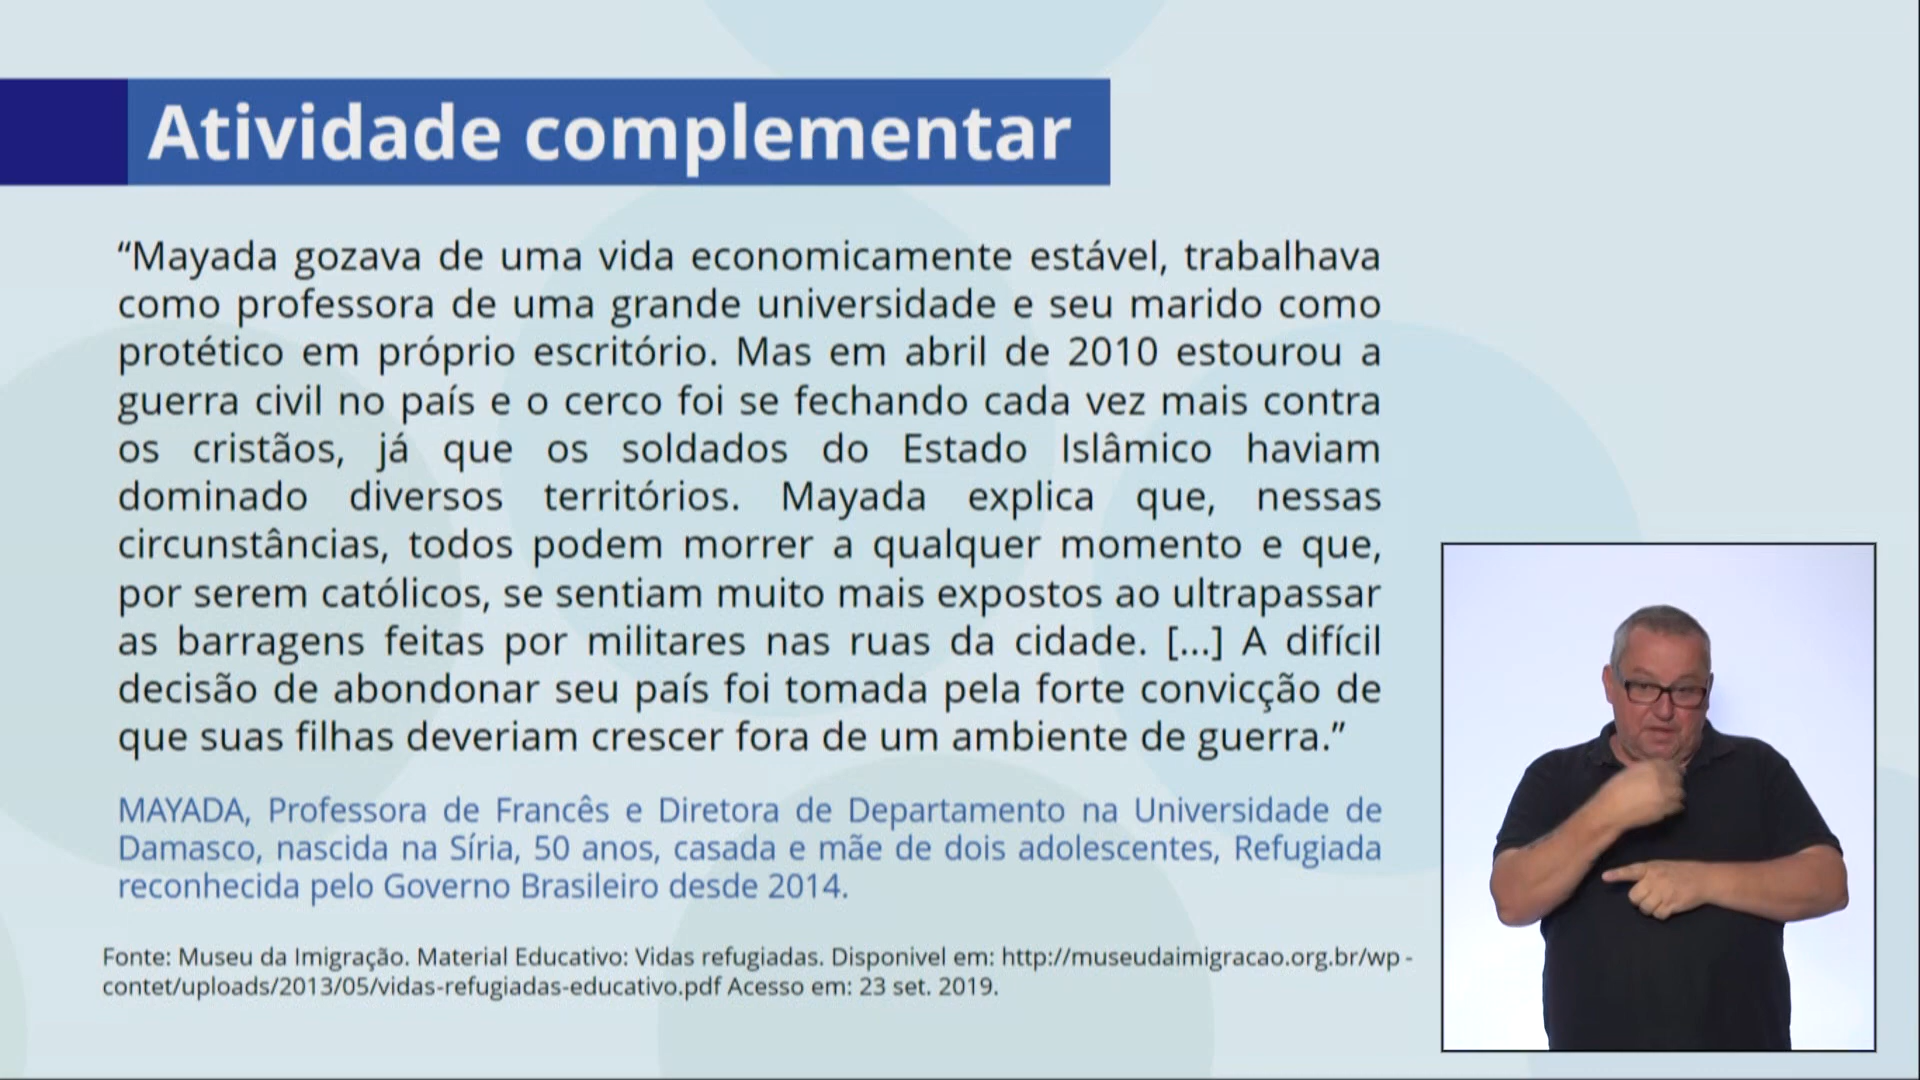 Atividade complementar
“Mayada gozava de uma vida economicamente estável, trabalhava
como professora de uma grande universidade e seu marido como
protético em próprio escritório. Mas em abril de 2010 estourou a
guerra civil no país e o cerco foi se fechando cada vez mais contra
os cristãos, já que os soldados do Estado Islâmico haviam
dominado diversos territórios. Mayada explica que, nessas
circunstâncias, todos podem morrer a qualquer momento e que,
por serem católicos, se sentiam muito mais expostos ao ultrapassar
as barragens feitas por militares nas ruas da cidade. [...] A difícil
decisão de abondonar seu país foi tomada pela forte convicção de
que suas filhas deveriam crescer fora de um ambiente de guerra.”
MAYADA, Professora de Francês e Diretora de Departamento na Universidade de
Damasco, nascida na Síria, 50 anos, casada e mãe de dois adolescentes, Refugiada
reconhecida pelo Governo Brasileiro desde 2014.
Fonte: Museu da Imigração. Material Educativo: Vidas refugiadas. Disponivel em: http://museudaimigracao.org.br/wp -
contet/uploads/2013/05/vidas-refugiadas-educativo.pdf Acesso em: 23 set. 2019.